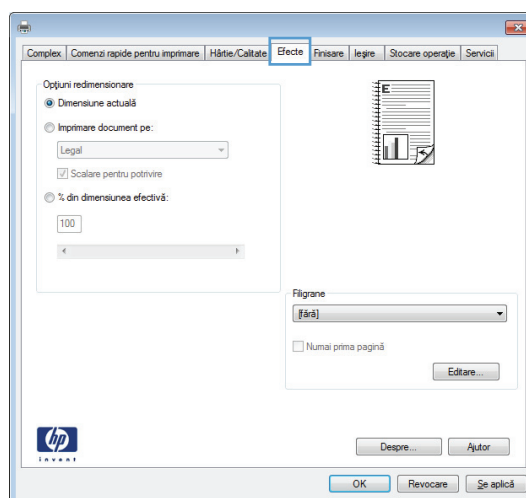 Complex Comenzi rapide pentru imprimare Hârtie/Calitate Efecte Finisare Ieşire Stocare operaţie Servicii
Opţiuni redimensionare
Dimensiune actuală
Imprimare document pe:
Legal
Scalare pentru potrivire
% din dimensiunea efectivă:
100
E
Filigrane
[fără]
Numai prima pagină
Editare...
hp
invent
Despre... Ajutor
OK Revocare Se aplică